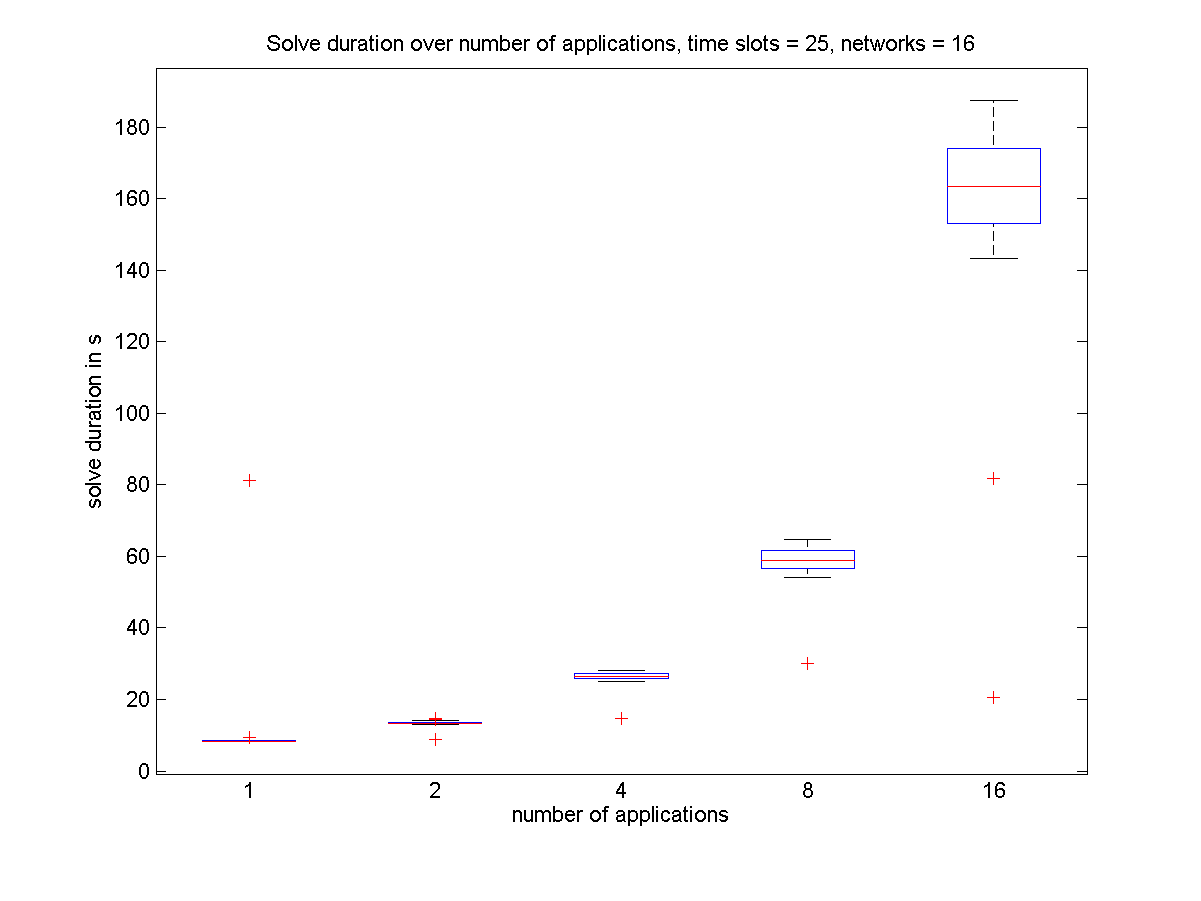 Solve duration over number of applications, time slots = 25, networks = 16
180
160
140
120
100
80
60
40
20
0
solve duration in s
1 2 4 8 16
number of applications